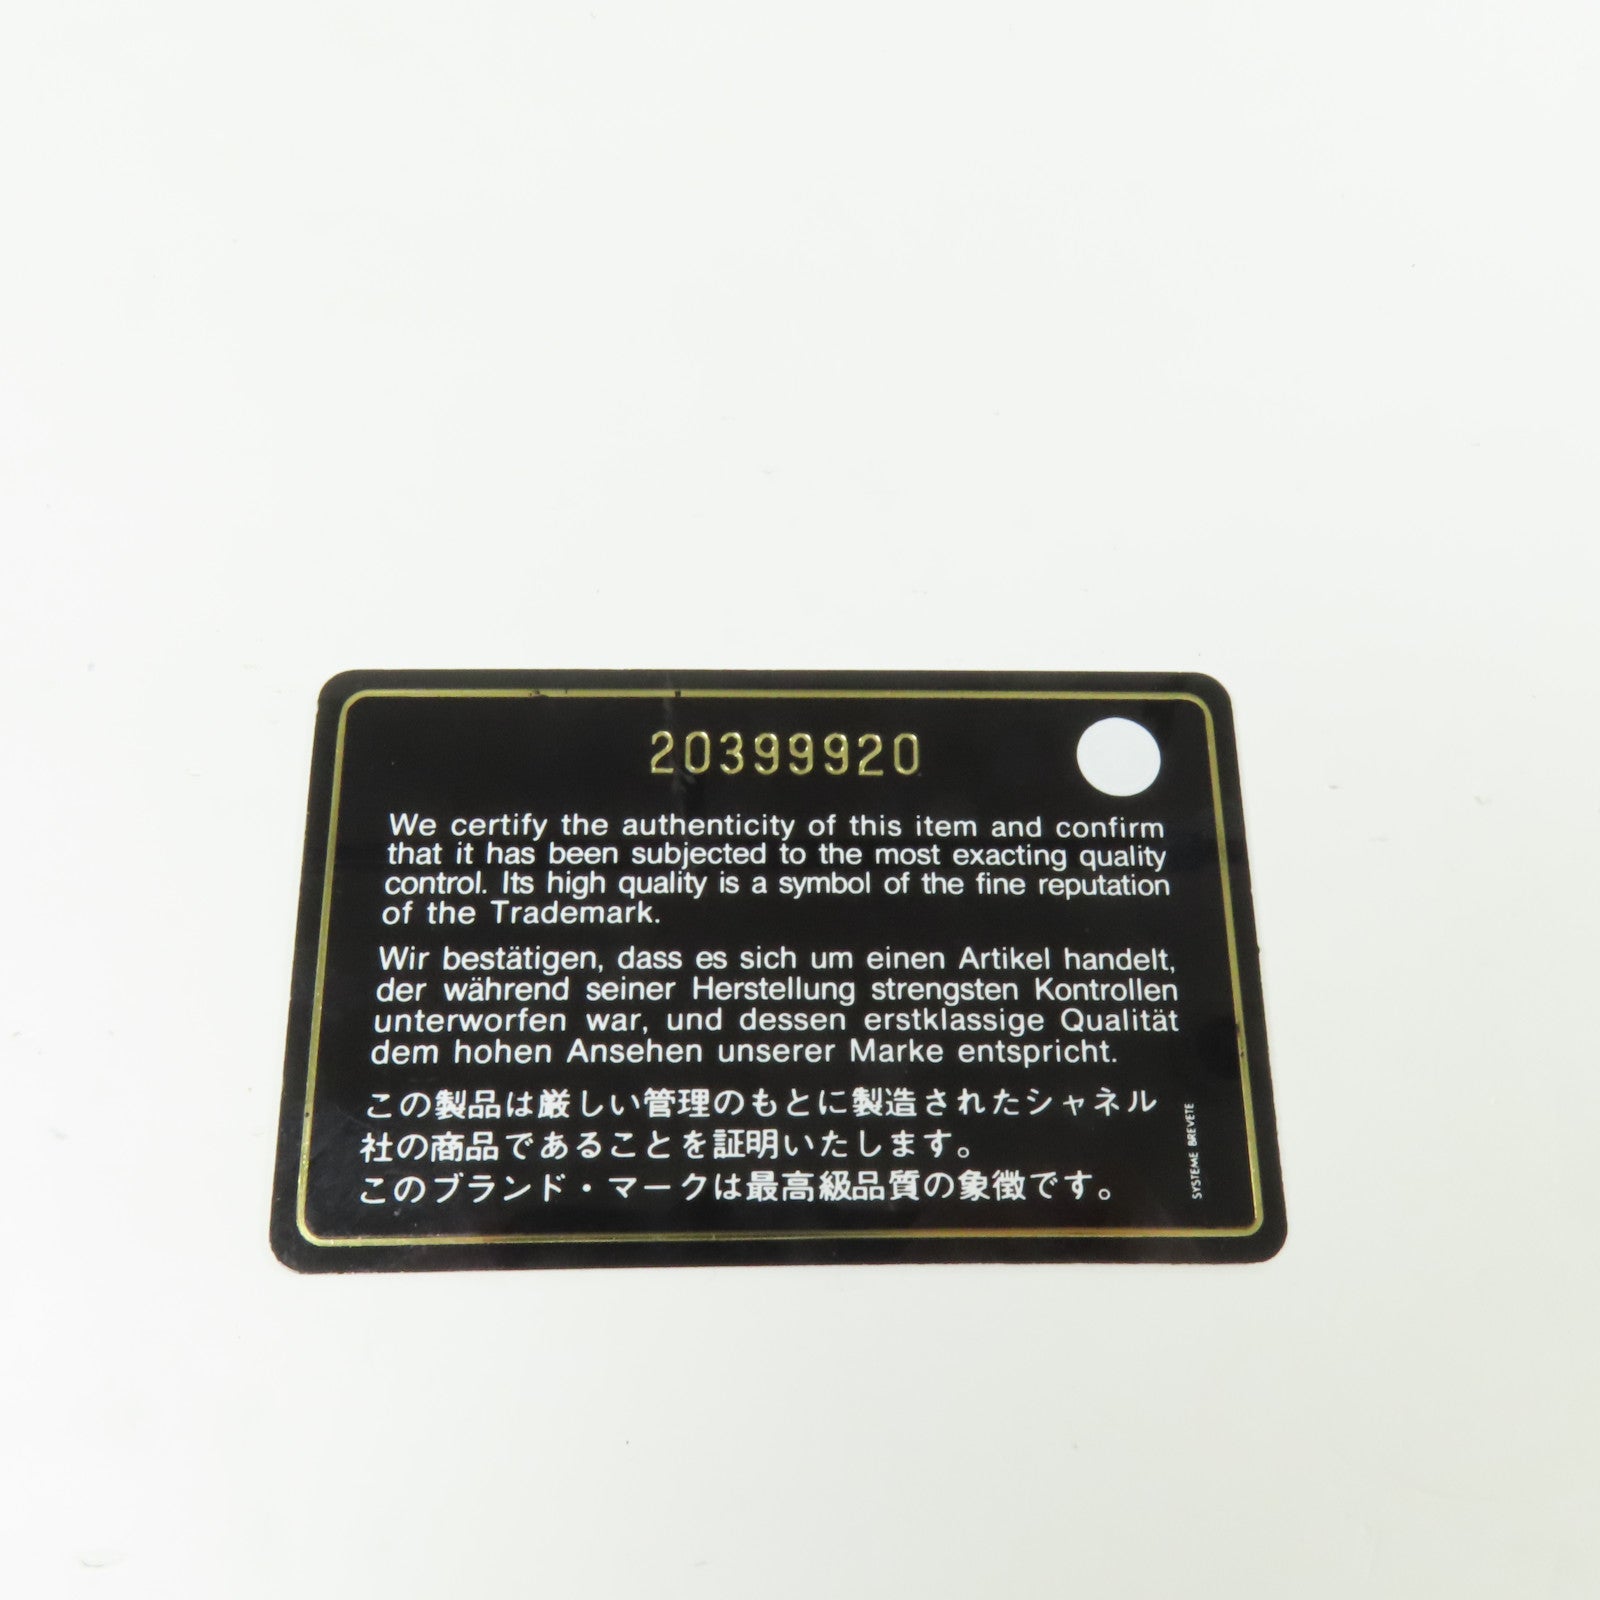 20399920
We certify the authenticity of this item and confirm
that it has been subjected to the most exacting quality
control. Its high quality is a symbol of the fine reputation
of the Trademark.
Wir bestätigen, dass es sich um einen Artikel handelt,
der während seiner Herstellung strengsten Kontrollen
unterworfen war, und dessen erstklassige Qualität
dem hohen Ansehen unserer Marke entspricht.
この製品は厳しい管理のもとに製造されたシャネル
社の商品であることを証明いたします。
このブランド・マークは最高級品質の象徴です。
SYSTEME BREVETE